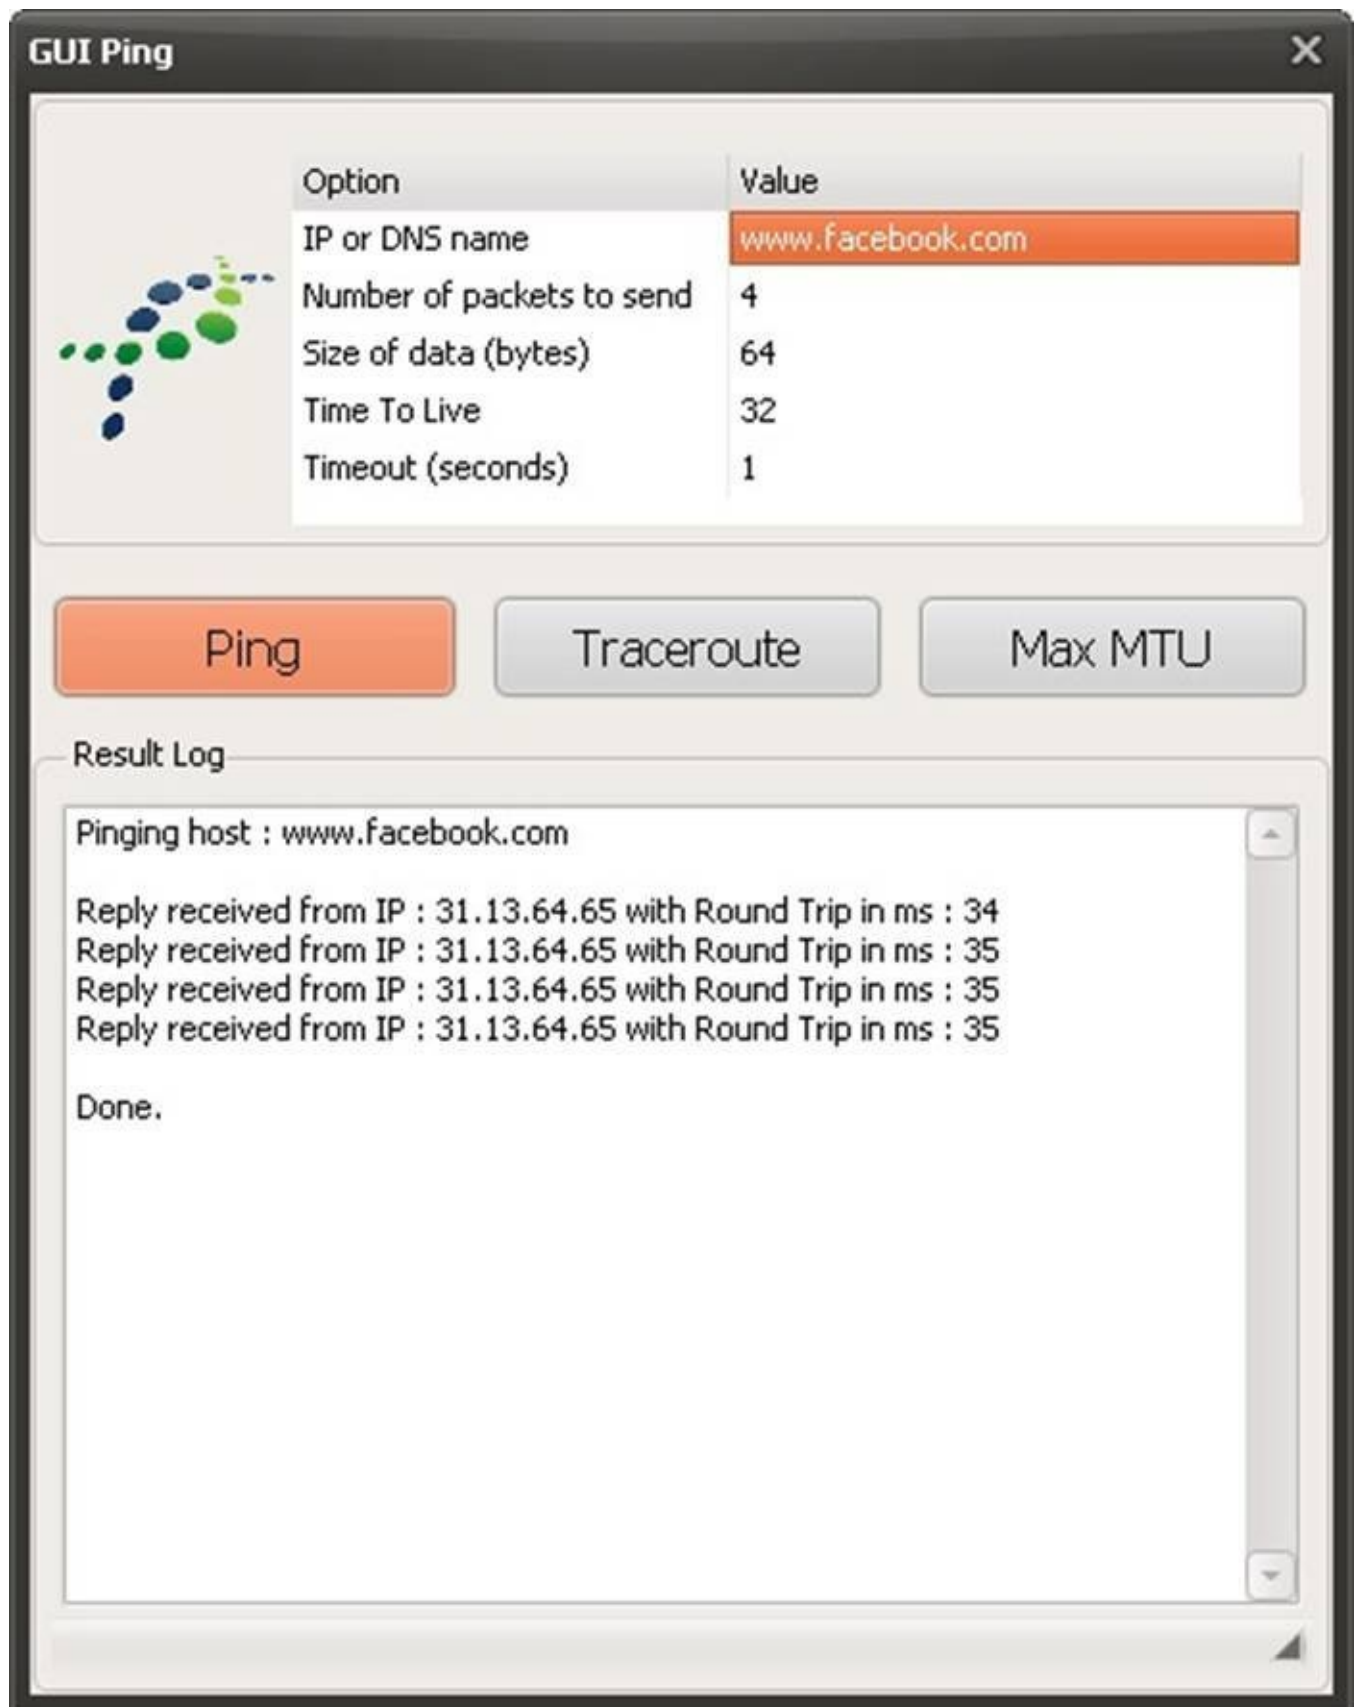 GUI Ping
Option Value
IP or DNS name www.facebook.com
Number of packets to send 4
Size of data (bytes) 64
Time To Live 32
Timeout (seconds) 1
Ping Traceroute Max MTU
Result Log
Pinging host : www.facebook.com
Reply received from IP : 31.13.64.65 with Round Trip in ms : 34
Reply received from IP : 31.13.64.65 with Round Trip in ms : 35
Reply received from IP : 31.13.64.65 with Round Trip in ms : 35
Reply received from IP : 31.13.64.65 with Round Trip in ms : 35
Done.